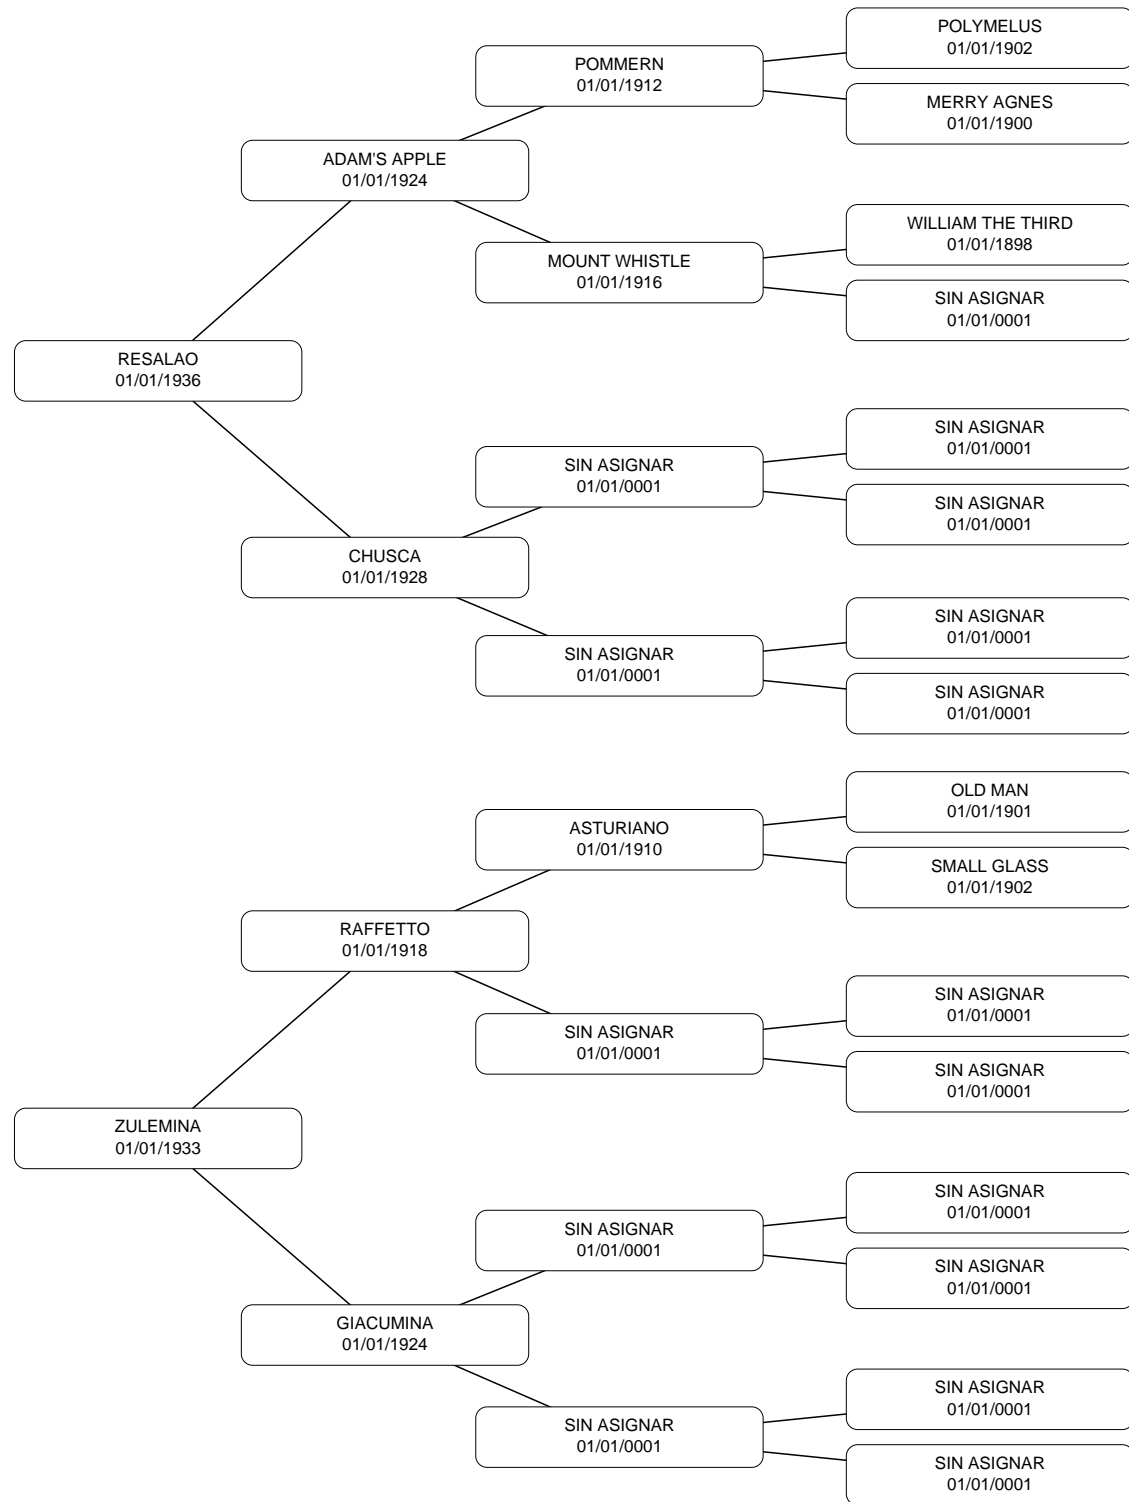 POLYMELUS
01/01/1902
POMMERN
01/01/1912
MERRY AGNES
01/01/1900
ADAM'S APPLE
01/01/1924
WILLIAM THE THIRD
01/01/1898
MOUNT WHISTLE
01/01/1916
SIN ASIGNAR
01/01/0001
RESALAO
01/01/1936
SIN ASIGNAR
01/01/0001
SIN ASIGNAR
01/01/0001
SIN ASIGNAR
01/01/0001
CHUSCA
01/01/1928
SIN ASIGNAR
01/01/0001
SIN ASIGNAR
01/01/0001
SIN ASIGNAR
01/01/0001
OLD MAN
01/01/1901
ASTURIANO
01/01/1910
SMALL GLASS
01/01/1902
RAFFETTO
01/01/1918
SIN ASIGNAR
01/01/0001
SIN ASIGNAR
01/01/0001
SIN ASIGNAR
01/01/0001
ZULEMINA
01/01/1933
SIN ASIGNAR
01/01/0001
SIN ASIGNAR
01/01/0001
SIN ASIGNAR
01/01/0001
GIACUMINA
01/01/1924
SIN ASIGNAR
01/01/0001
SIN ASIGNAR
01/01/0001
SIN ASIGNAR
01/01/0001